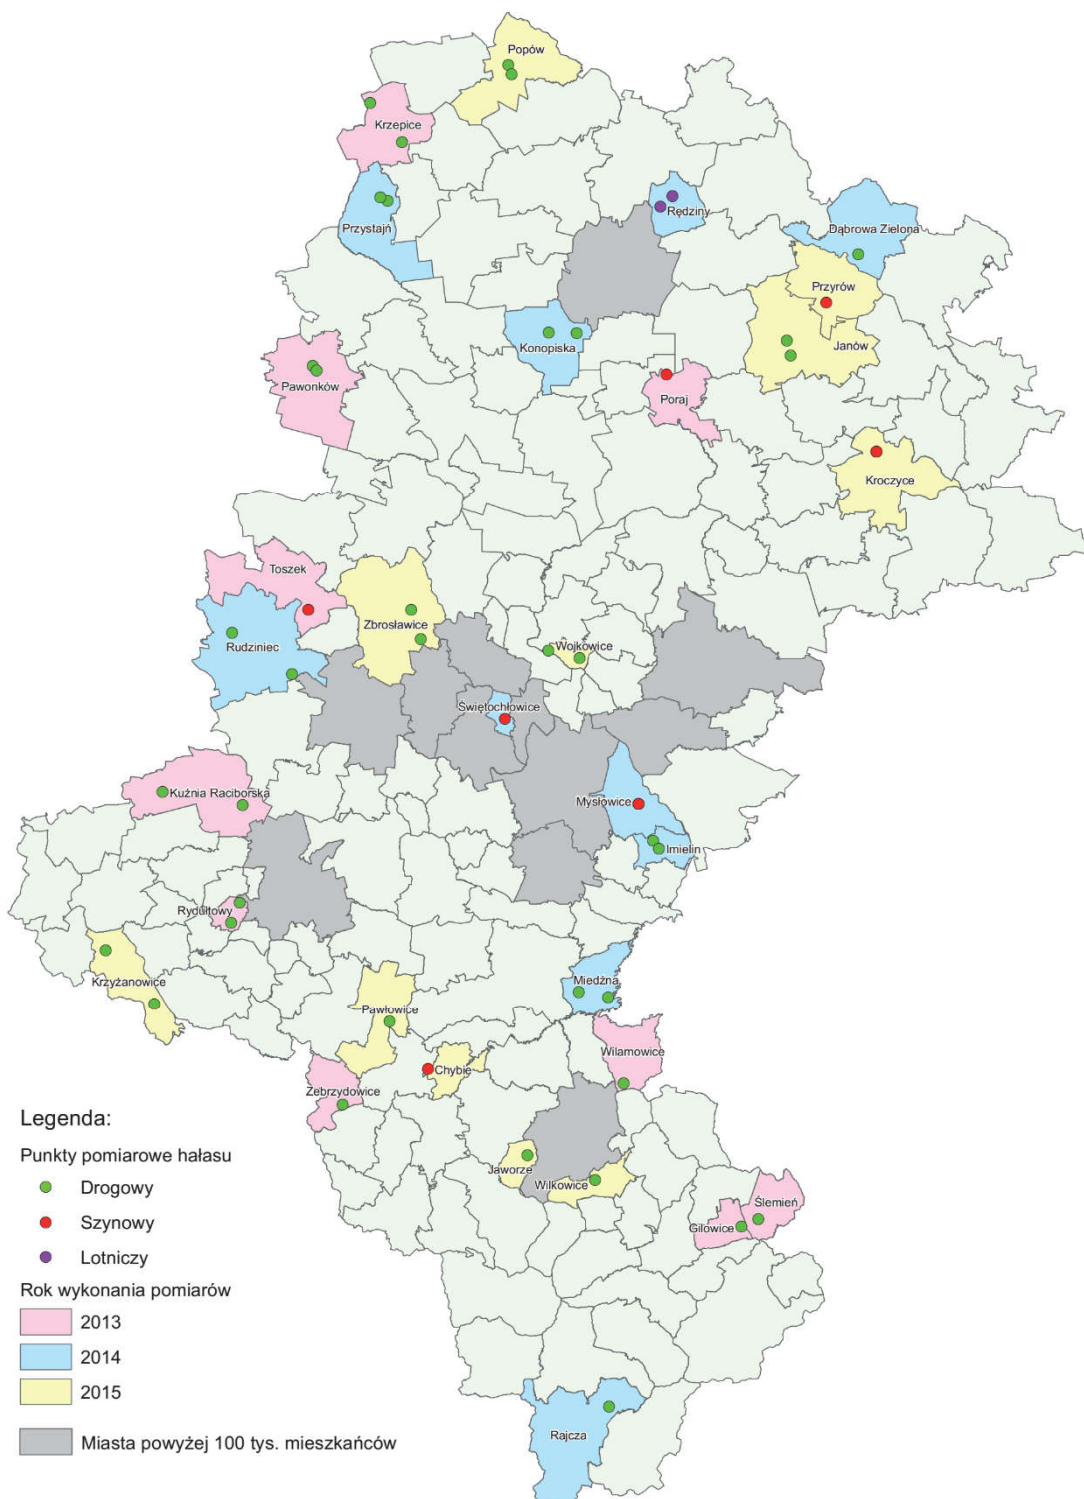 Popów
Krzepice
Rędziny
Przystajń
Dąbrowa Zielona
Przyrów
Konopiska
Janów
Pawonków
Poraj
Kroczyce
Toszek
Zbrosławice
Rudziniec
Wojkowice
Świętochłowice
Kuźnia Raciborska
Mysłowice
Imielin
Rydułtowy
Krzyżanowice
Miedźna
Pawłowice
Wilamowice
Chybie
Zebrzydowice
Jaworze
Wilkowice
Ślemień
Gilowice
Rajcza
Legenda:
Punkty pomiarowe hałasu
Drogowy
Szynowy
Lotniczy
Rok wykonania pomiarów
2013
2014
2015
Miasta powyżej 100 tys. mieszkańców